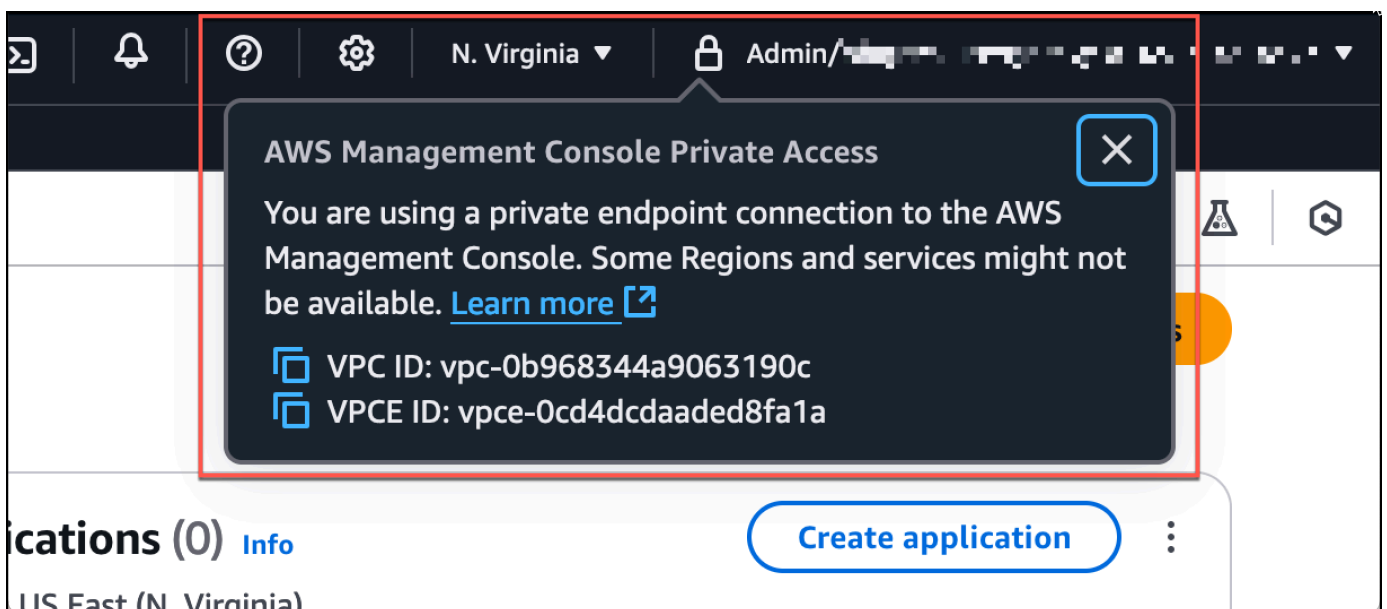 N. Virginia
Admin/
AWS Management Console Private Access
You are using a private endpoint connection to the AWS
Management Console. Some Regions and services might not
be available. Learn more
VPC ID: vpc-0b968344a9063190c
VPCE ID: vpce-0cd4dcdaaded8fa1a
s
ications (0) Info
Create application
US East (N. Virginia)